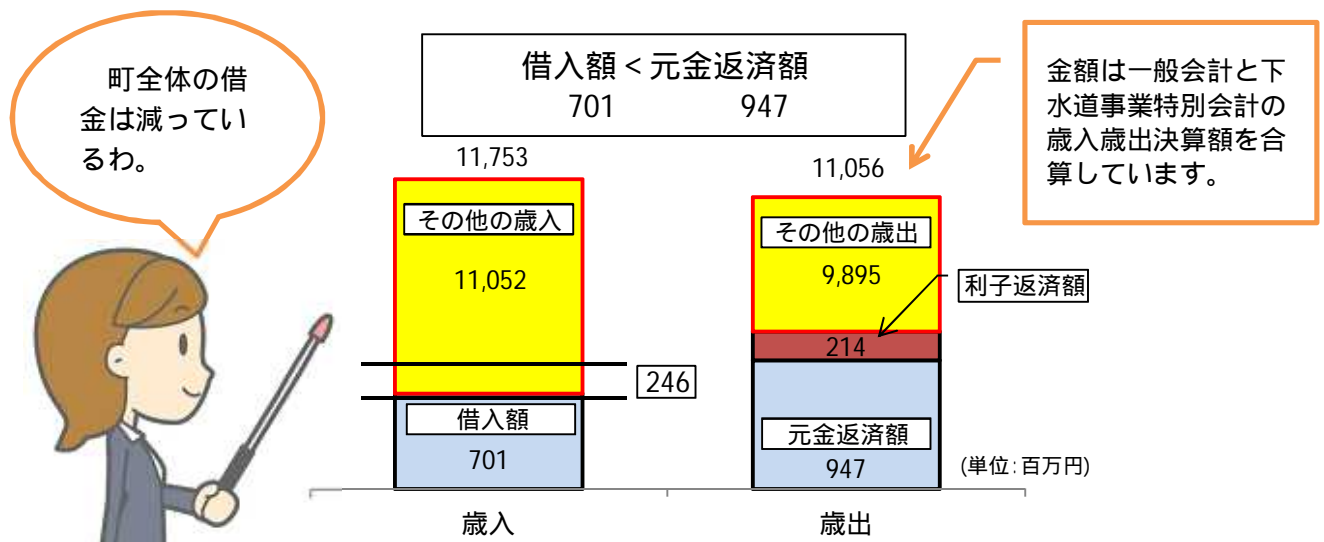 町全体の借
金は減ってい
るわ。
借入額 < 元金返済額
701 947
金額は一般会計と下
水道事業特別会計の
歳入歳出決算額を合
算しています。
11,753
その他の歳入
11,052
246
借入額
701
歳入
11,056
その他の歳出
9,895
利子返済額
214
元金返済額
947
歳出
(単位:百万円)